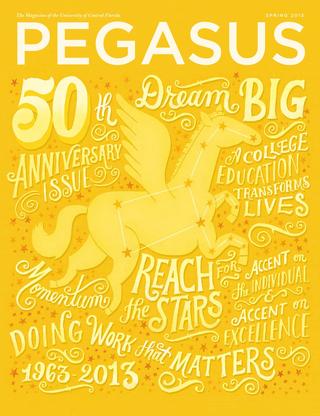 The Magazine of the University of Central Florida
SPRING 2013
PEGASUS
50th
ANNIVERSARY
ISSUE
Dream BIG
A COLLEGE
EDUCATION
TRANSFORMS
LIVES
Momentum
REACH
FOR
the
STARS
ACCENT on
the INDIVIDUAL
&
ACCENT on
EXCELLENCE
DOING WORK that MATTERS
1963-2013